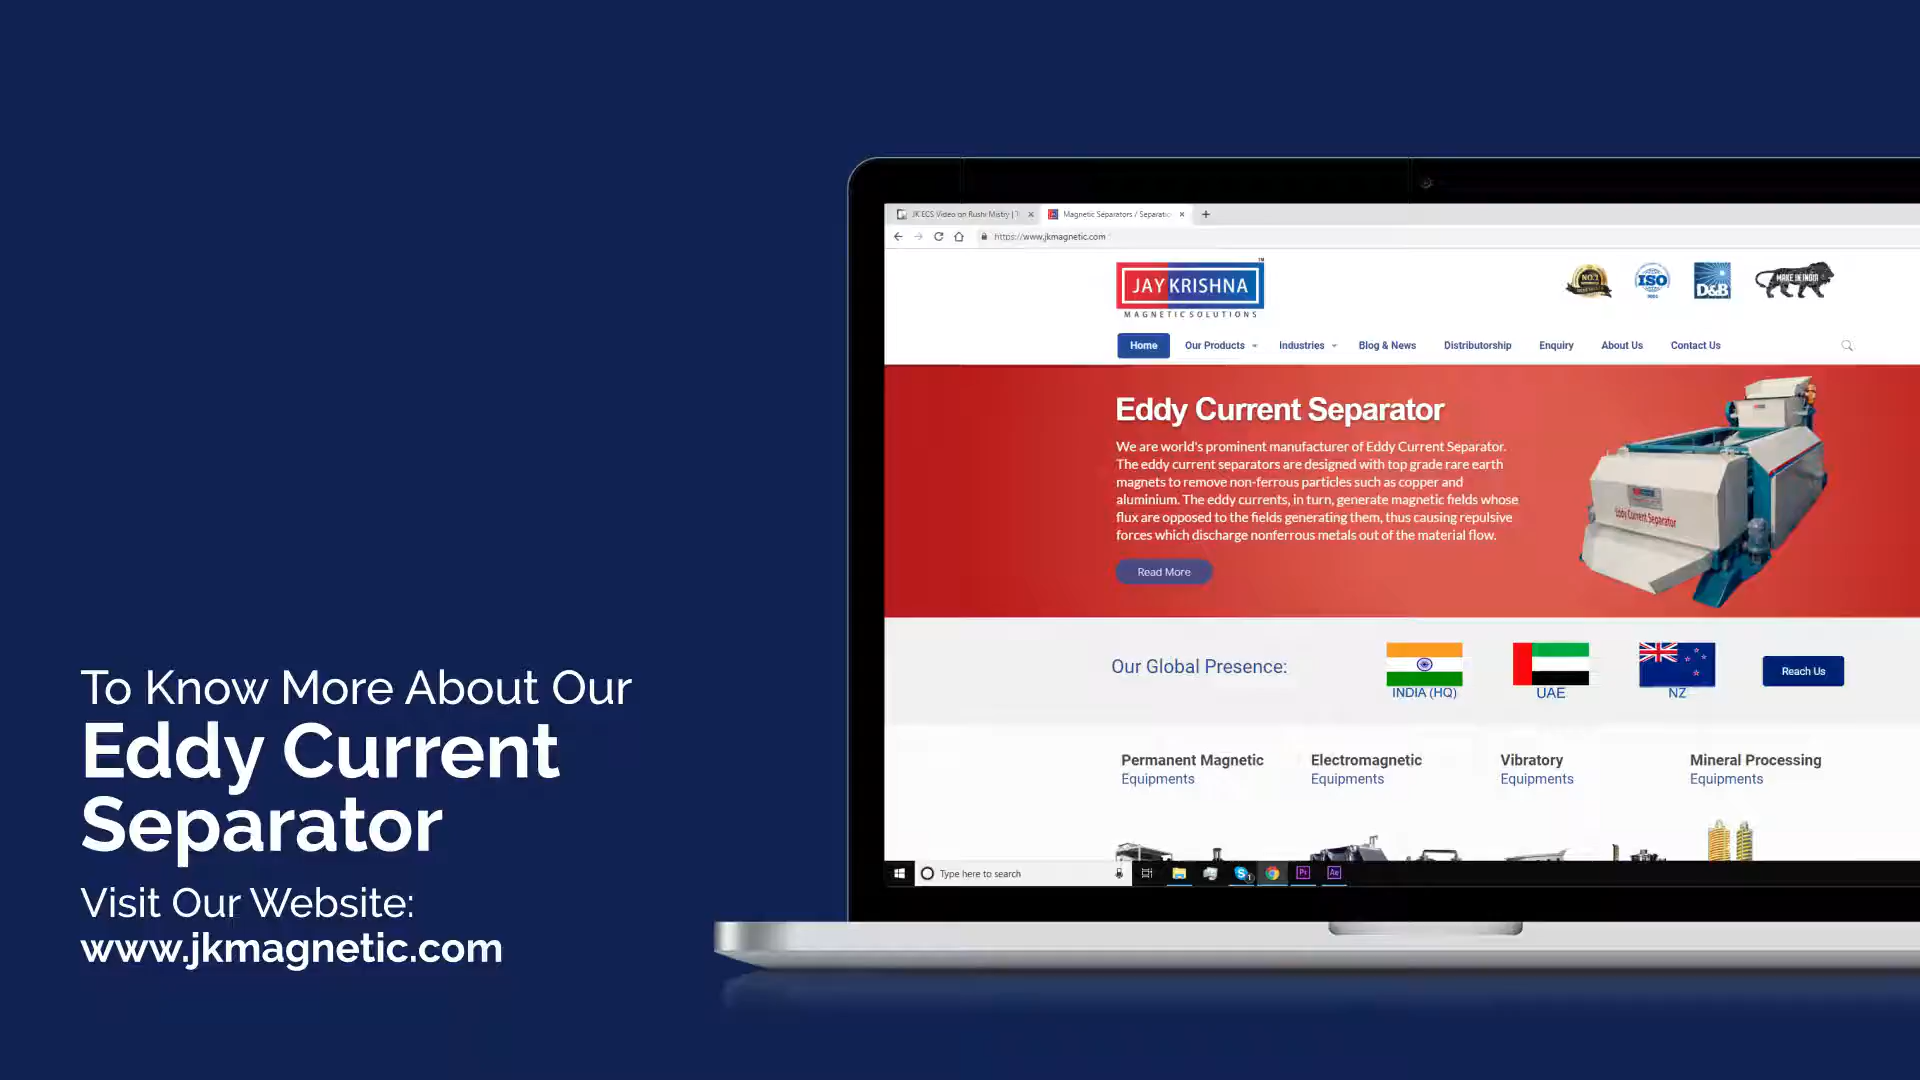 To Know More About Our
Eddy Current
Separator
Visit Our Website:
www.jkmagnetic.com
JK ECS Video on Rushi Mistry |
Magnetic Separators / Separatio
https://www.jkmagnetic.com
JAY KRISHNA
TM
MAGNETIC SOLUTIONS
NO.1
ISO
D&B
MAKE IN INDIA
Home
Our Products
Industries
Blog & News
Distributorship
Enquiry
About Us
Contact Us
Eddy Current Separator
We are world's prominent manufacturer of Eddy Current Separator.
The eddy current separators are designed with top grade rare earth
magnets to remove non-ferrous particles such as copper and
aluminium. The eddy currents, in turn, generate magnetic fields whose
flux are opposed to the fields generating them, thus causing repulsive
forces which discharge nonferrous metals out of the material flow.
Read More
Eddy Current Separator
Our Global Presence:
INDIA (HQ)
UAE
NZ
Reach Us
Permanent Magnetic
Equipments
Electromagnetic
Equipments
Vibratory
Equipments
Mineral Processing
Equipments
Type here to search
S
1
Pr
Ae